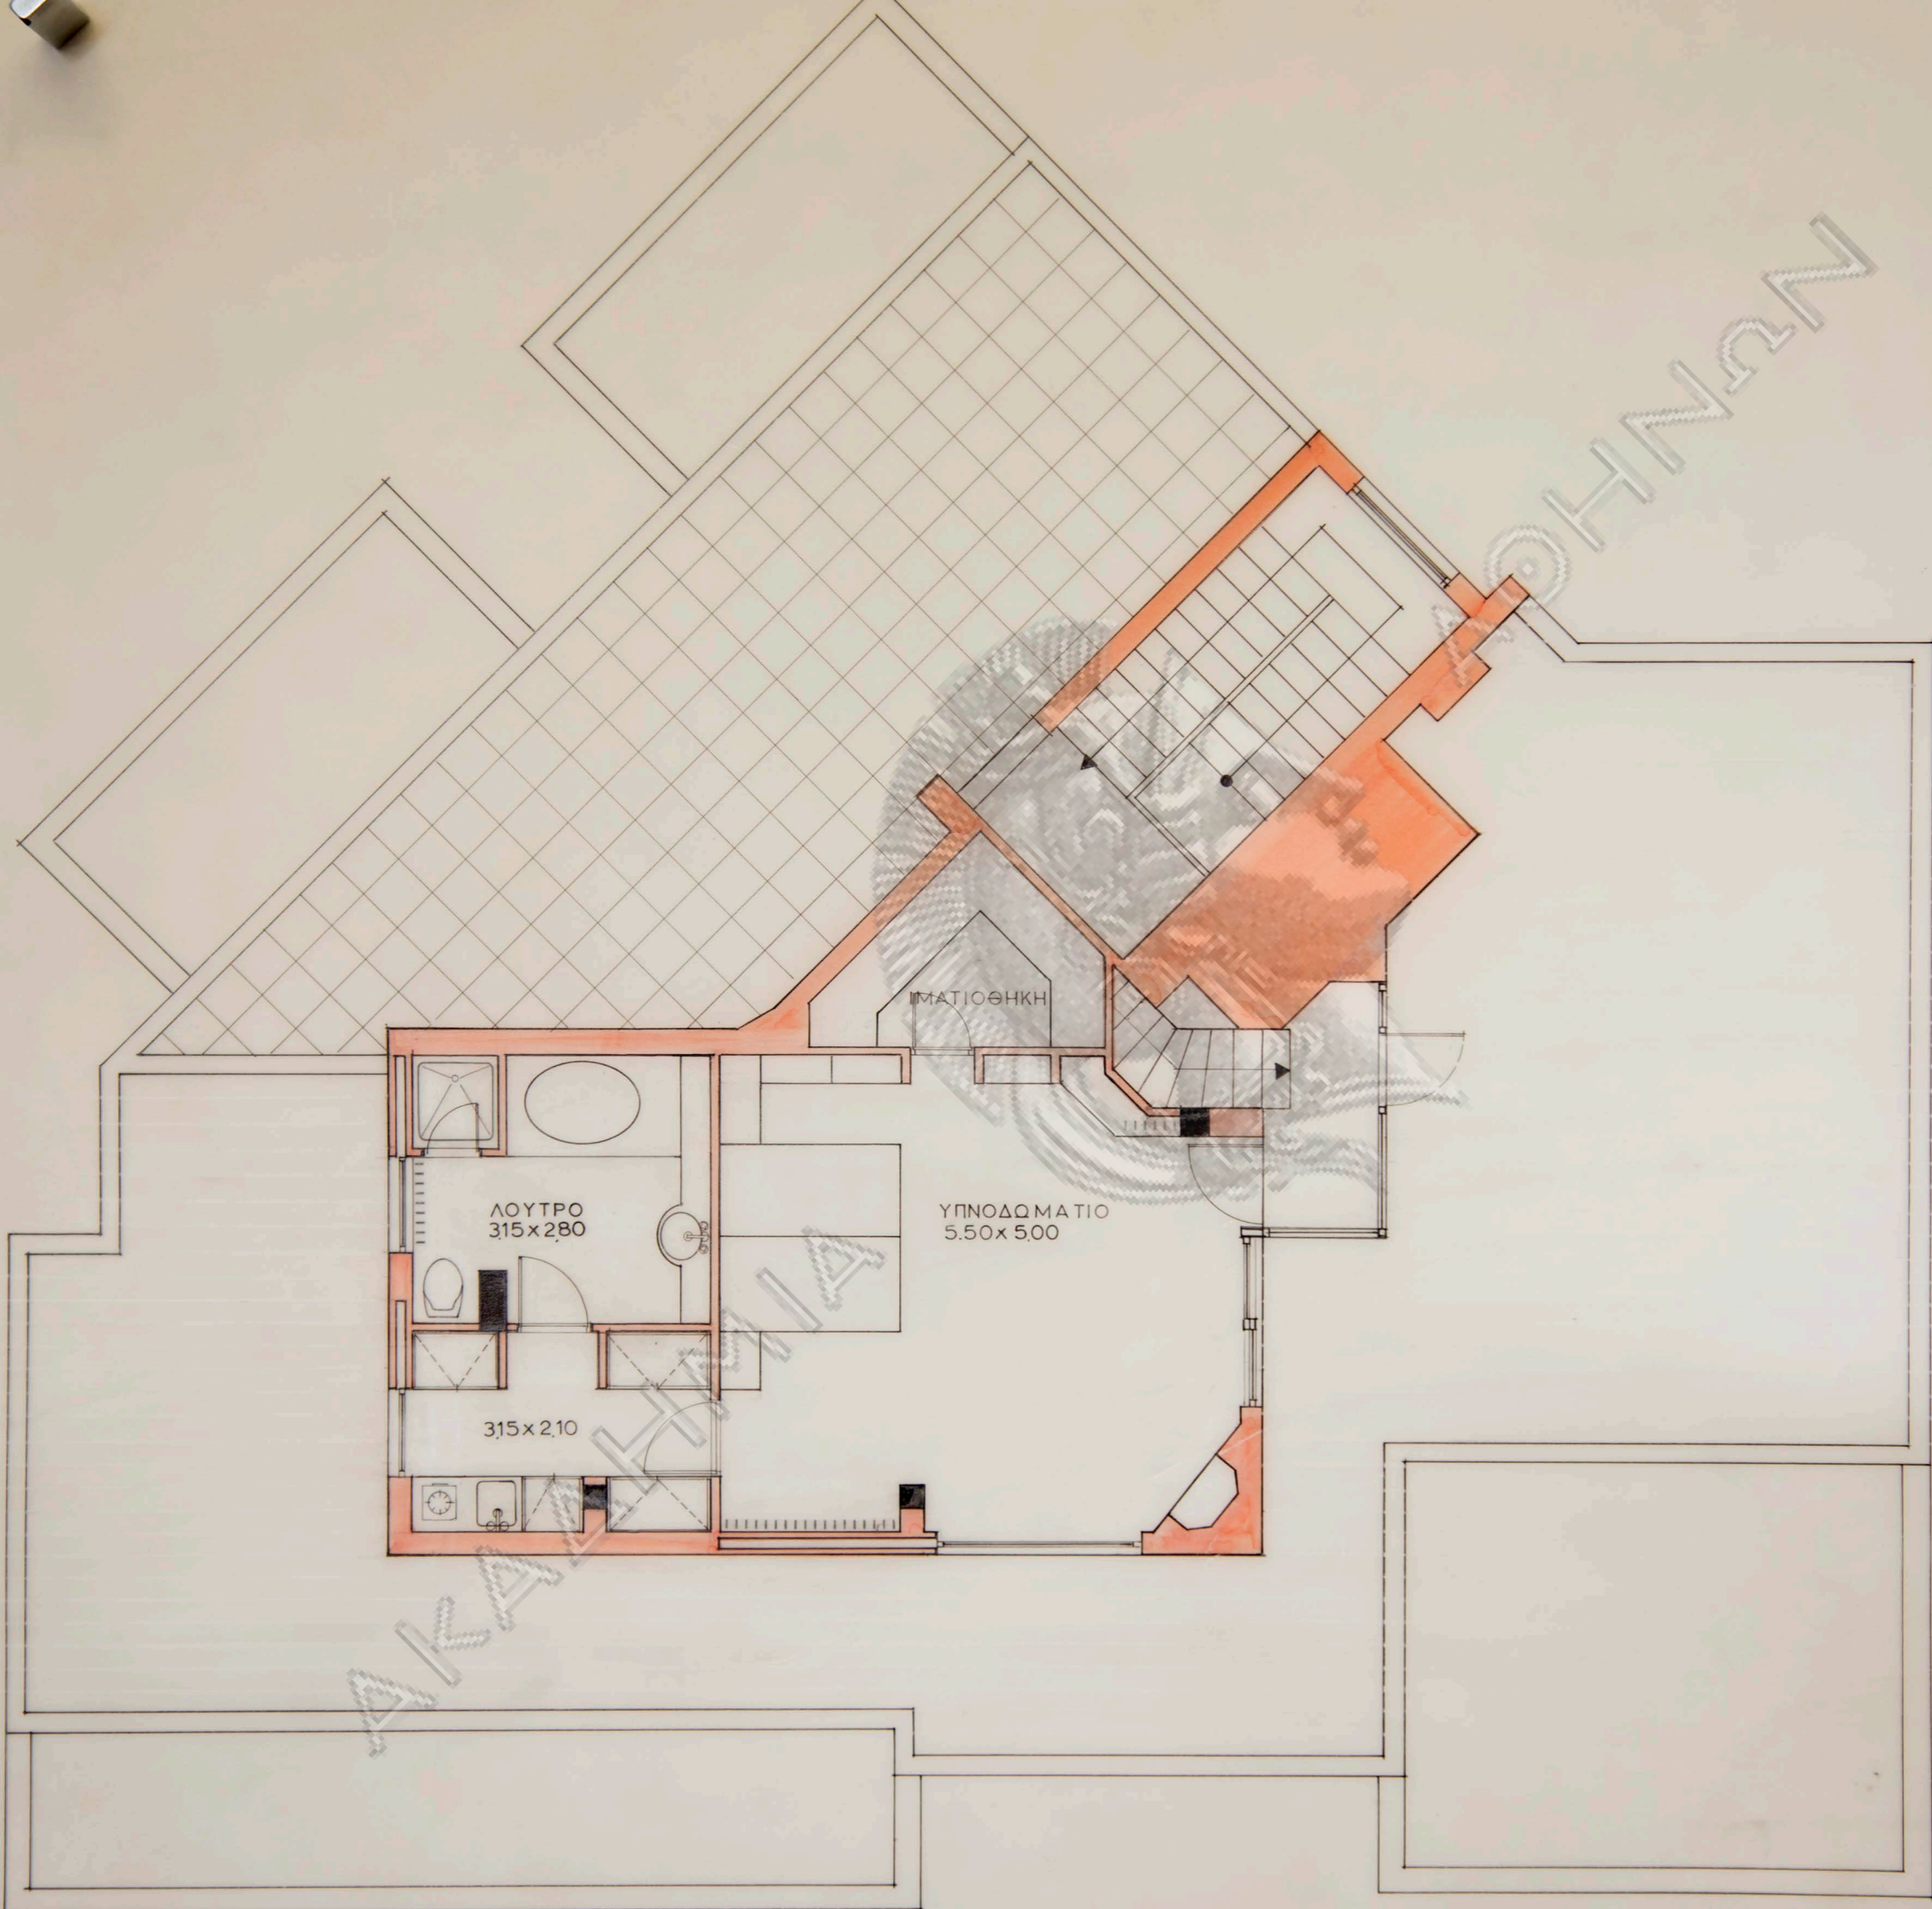 ΙΜΑΤΙΟΘΗΚΗ
ΛΟΥΤΡΟ
3,15 x 2,80
ΥΠΝΟΔΩΜΑΤΙΟ
5.50 x 5,00
3,15 x 2,10
ΑΚΑΔΗΜΙΑ ΑΘΗΝΩΝ